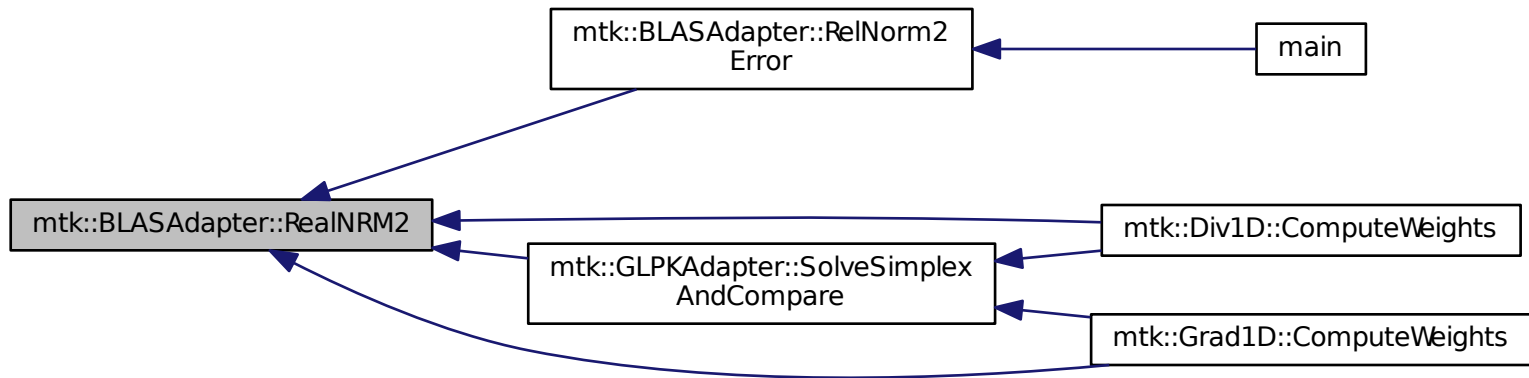 mtk::BLASAdapter::RelNorm2
Error
main
mtk::BLASAdapter::RealNRM2
mtk::Div1D::ComputeWeights
mtk::GLPKAdapter::SolveSimplex
AndCompare
mtk::Grad1D::ComputeWeights